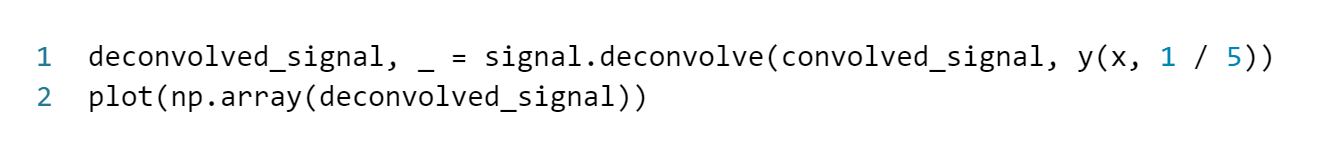 1 deconvolved_signal, _ = signal.deconvolve(convolved_signal, y(x, 1 / 5))
2 plot(np.array(deconvolved_signal))